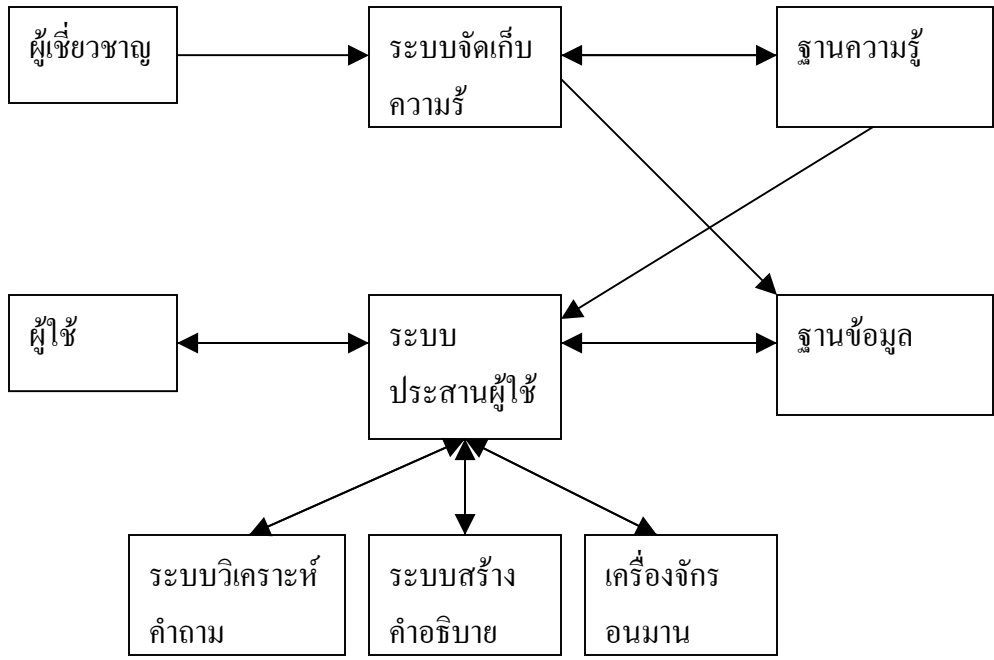 ผู้เชี่ยวชาญ
ระบบจัดเก็บ
ความรู้
ฐานความรู้
ผู้ใช้
ระบบ
ประสานผู้ใช้
ฐานข้อมูล
ระบบวิเคราะห์
คำถาม
ระบบสร้าง
คำอธิบาย
เครื่องจักร
อนมาน